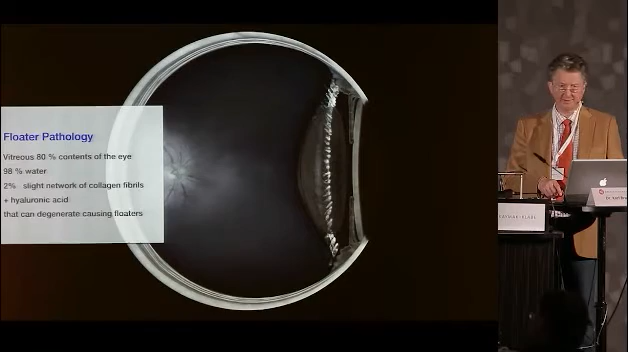 Floater Pathology
Vitreous 80 % contents of the eye
98 % water
2% slight network of collagen fibrils
+ hyaluronic acid
that can degenerate causing floaters